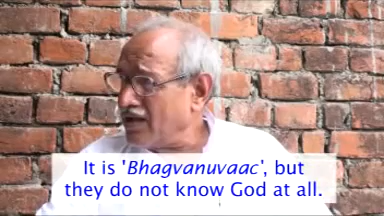 It is 'Bhagvanuvaac', but
they do not know God at all.